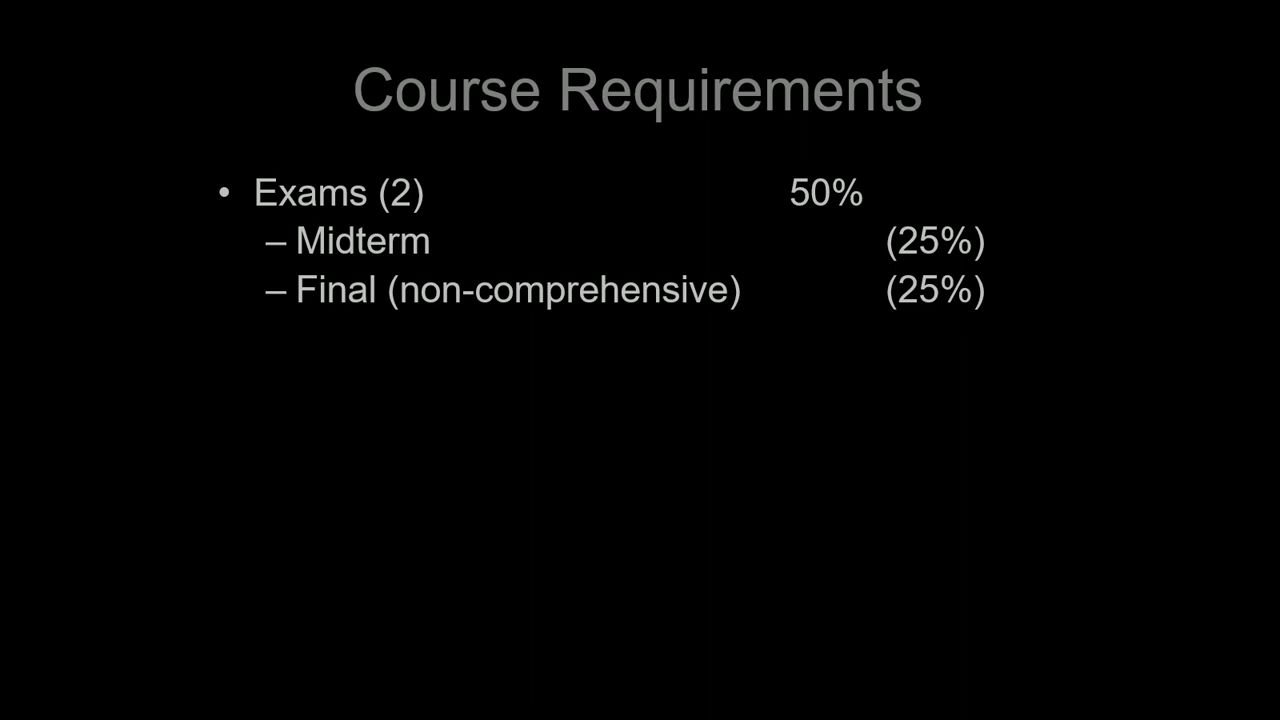 Course Requirements
• Exams (2) 50%
– Midterm (25%)
– Final (non-comprehensive) (25%)